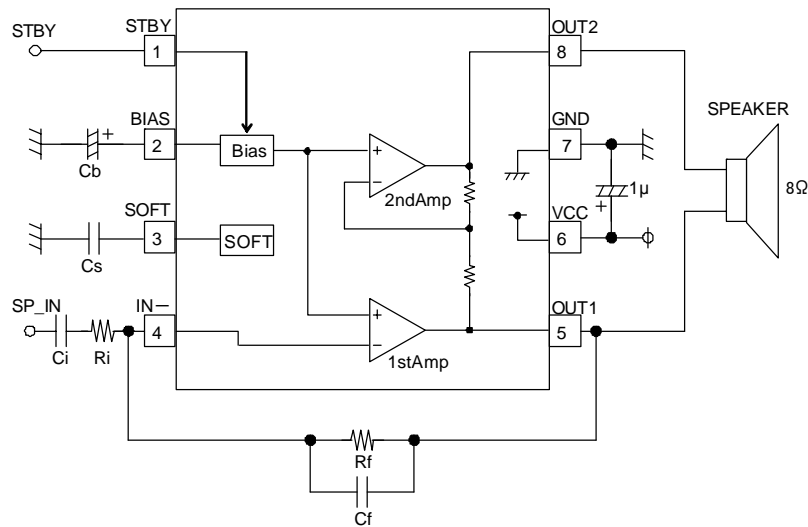 STBY
STBY
1
OUT2
8
BIAS
2
+
Cb
Bias
+
−
2ndAmp
GND
7
SPEAKER
1μ
+
8Ω
SOFT
3
Cs
SOFT
VCC
6
SP_IN
Ci
Ri
IN−
4
+
−
1stAmp
OUT1
5
Rf
Cf